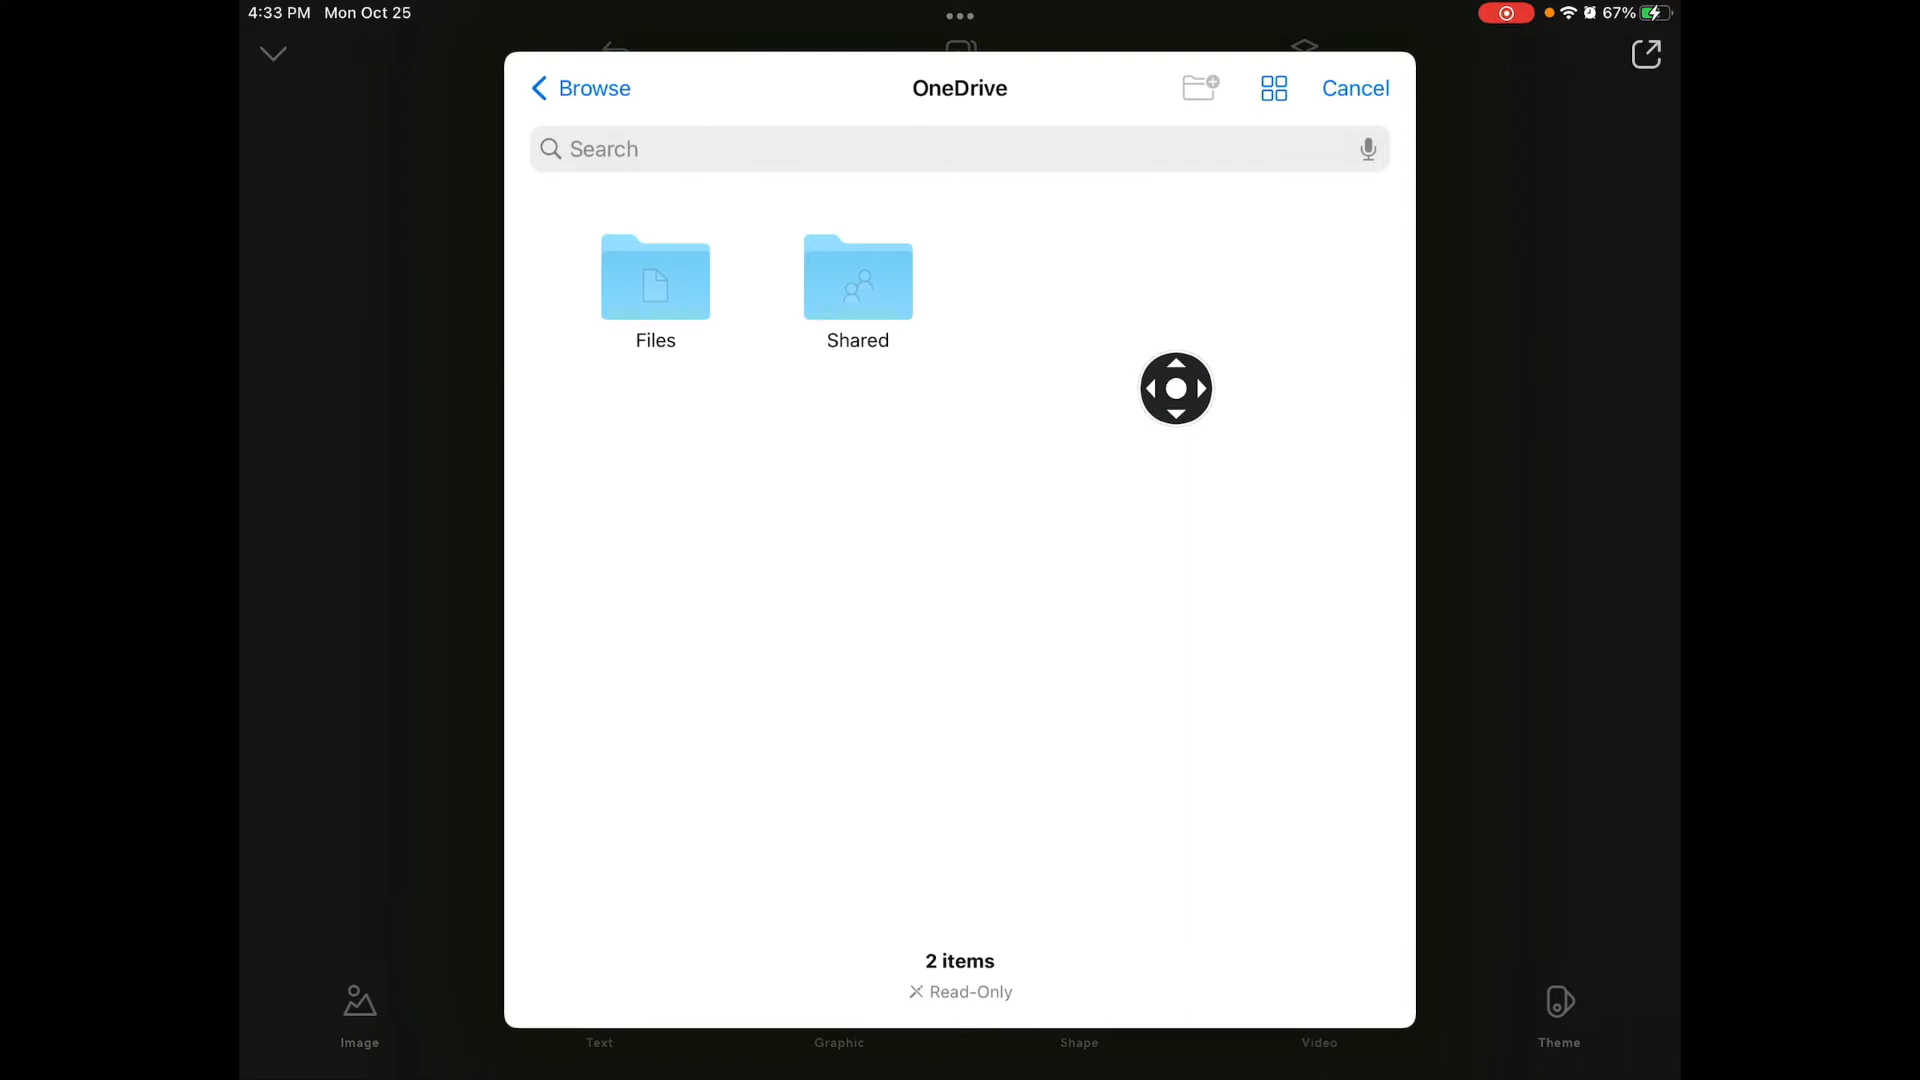 4:33 PM Mon Oct 25
67%
Browse
OneDrive
Cancel
Search
Files
Shared
2 items
Read-Only
Image
Text
Graphic
Shape
Video
Theme